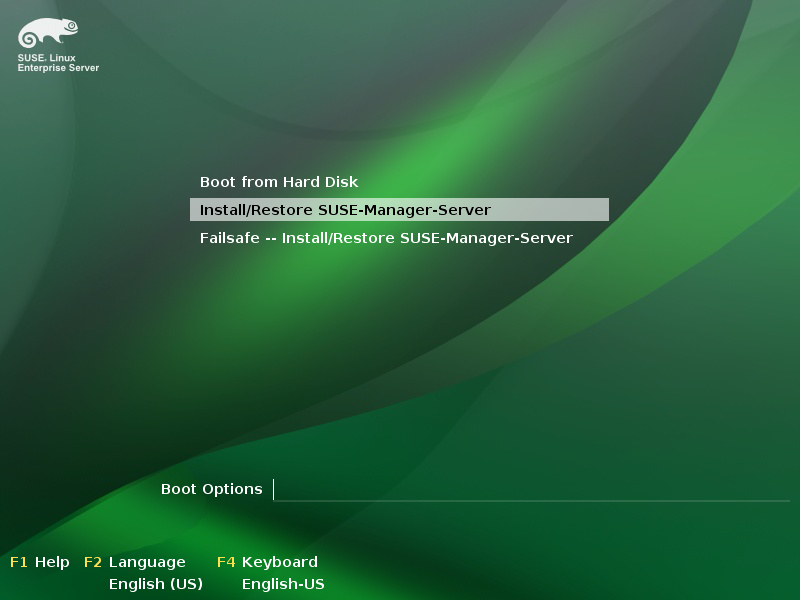 SUSE. Linux
Enterprise Server
Boot from Hard Disk
Install/Restore SUSE-Manager-Server
Failsafe -- Install/Restore SUSE-Manager-Server
Boot Options
F1 Help F2 Language F4 Keyboard
English (US) English-US